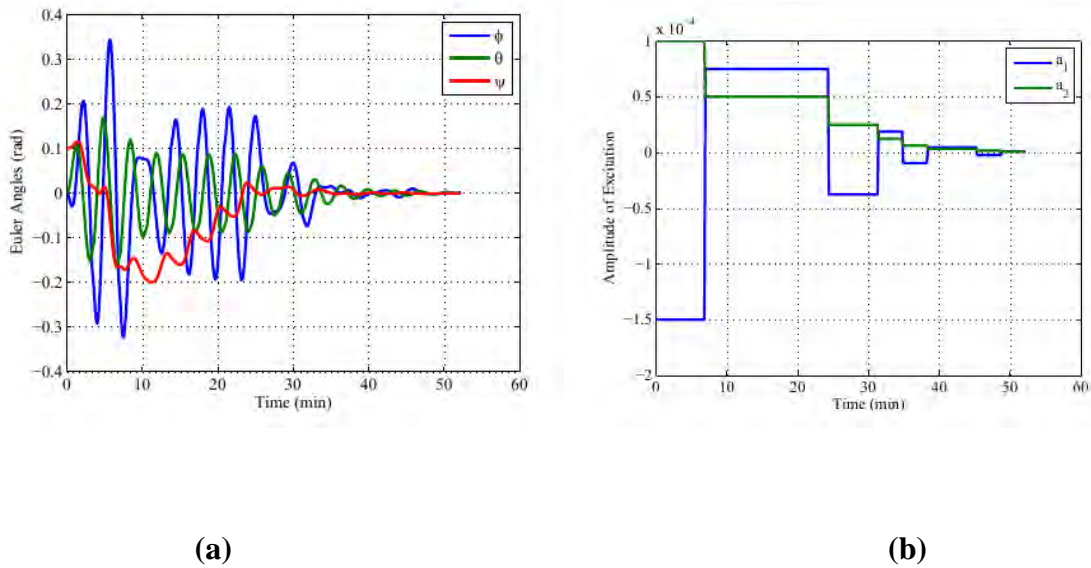 0.4
0.3
0.2
0.1
0
−0.1
−0.2
−0.3
−0.4
Euler Angles (rad)
0 10 20 30 40 50 60
Time (min)
ϕ
θ
ψ
x 10⁻⁴
1
0.5
0
−0.5
−1
−1.5
−2
Amplitude of Excitation
0 10 20 30 40 50 60
Time (min)
a₁
a₂
(a)
(b)